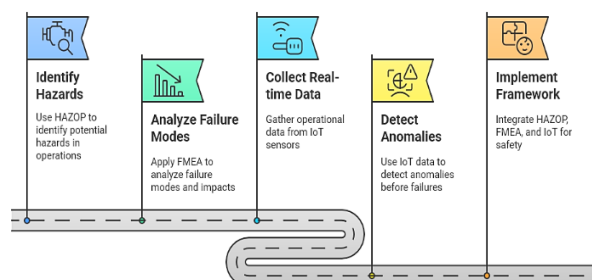 Identify
Hazards
Use HAZOP to
identify potential
hazards in
operations
Analyze Failure
Modes
Apply FMEA to
analyze failure
modes and impacts
Collect Real-
time Data
Gather operational
data from IoT
sensors
Detect
Anomalies
Use IoT data to
detect anomalies
before failures
Implement
Framework
Integrate HAZOP,
FMEA, and IoT for
safety